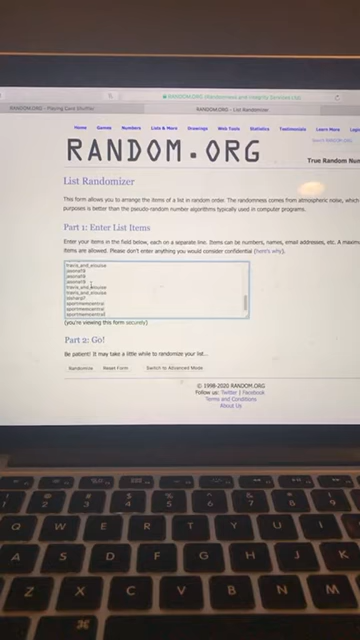 RANDOM.ORG - Playing Card Shuffler
RANDOM.ORG - List Randomizer
Home Games Numbers Lists & More Drawings Web Tools Statistics Testimonials Learn More
Search RANDOM.ORG
RANDOM.ORG
True Random Num
List Randomizer
This form allows you to arrange the items of a list in random order. The randomness comes from atmospheric noise, which
purposes is better than the pseudo-random number algorithms typically used in computer programs.
Part 1: Enter List Items
Enter your items in the field below, each on a separate line. Items can be numbers, names, email addresses, etc. A maximu
items are allowed. Please don't enter anything you would consider confidential (here's why).
travis_and_elouise
travis_and_elouise
travis_and_elouise
sportmemcentral
sportmemcentral
sportmemcentral
(you're viewing this form securely)
Part 2: Go!
Be patient! It may take a little while to randomize your list...
Randomize Reset Form Switch to Advanced Mode
© 1998-2020 RANDOM.ORG
Follow us: Twitter | Facebook
Terms and Conditions
About Us
Q W E R T Y U I
A S D F G H J K
Z X C V B N M
⌘